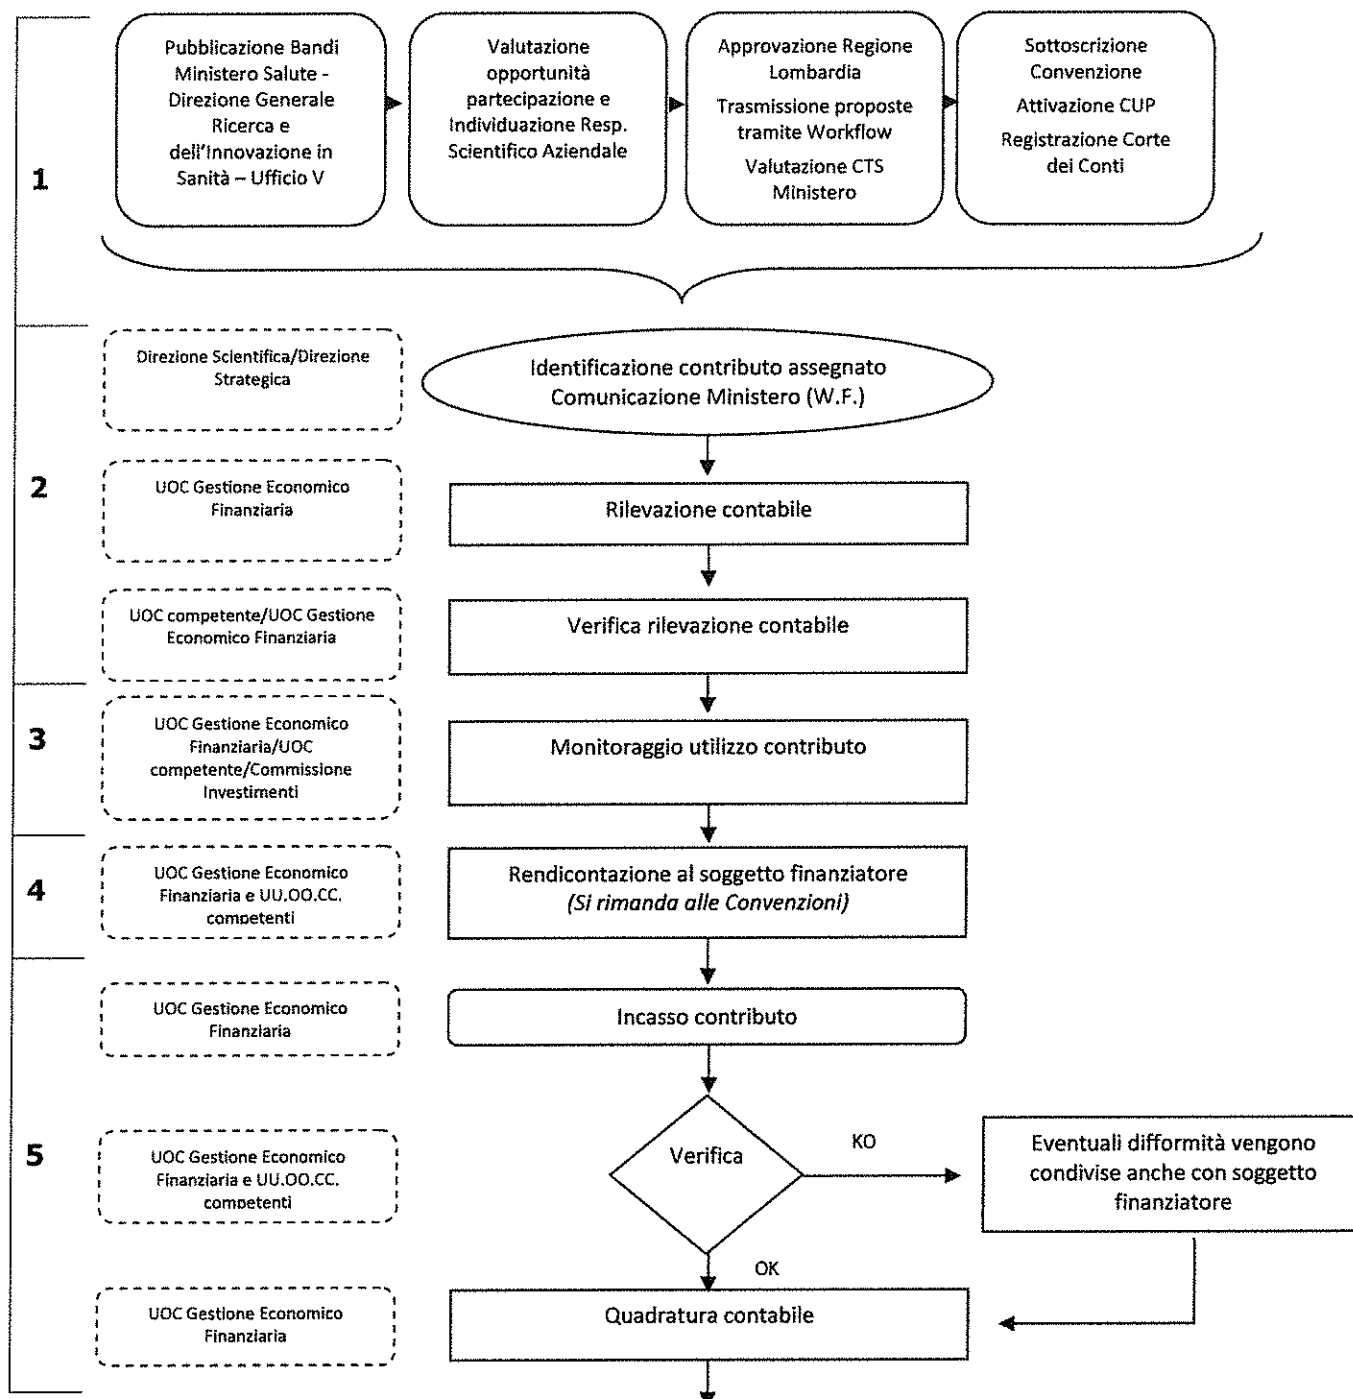 1
Pubblicazione Bandi
Ministero Salute -
Direzione Generale
Ricerca e
dell'Innovazione in
Sanità – Ufficio V
Valutazione
opportunità
partecipazione e
Individuazione Resp.
Scientifico Aziendale
Approvazione Regione
Lombardia
Trasmissione proposte
tramite Workflow
Valutazione CTS
Ministero
Sottoscrizione
Convenzione
Attivazione CUP
Registrazione Corte
dei Conti
2
Direzione Scientifica/Direzione
Strategica
Identificazione contributo assegnato
Comunicazione Ministero (W.F.)
UOC Gestione Economico
Finanziaria
Rilevazione contabile
UOC competente/UOC Gestione
Economico Finanziaria
Verifica rilevazione contabile
3
UOC Gestione Economico
Finanziaria/UOC
competente/Commissione
Investimenti
Monitoraggio utilizzo contributo
4
UOC Gestione Economico
Finanziaria e UU.OO.CC.
competenti
Rendicontazione al soggetto finanziatore
(Si rimanda alle Convenzioni)
5
UOC Gestione Economico
Finanziaria
Incasso contributo
UOC Gestione Economico
Finanziaria e UU.OO.CC.
competenti
Verifica
KO
Eventuali difformità vengono
condivise anche con soggetto
finanziatore
OK
UOC Gestione Economico
Finanziaria
Quadratura contabile